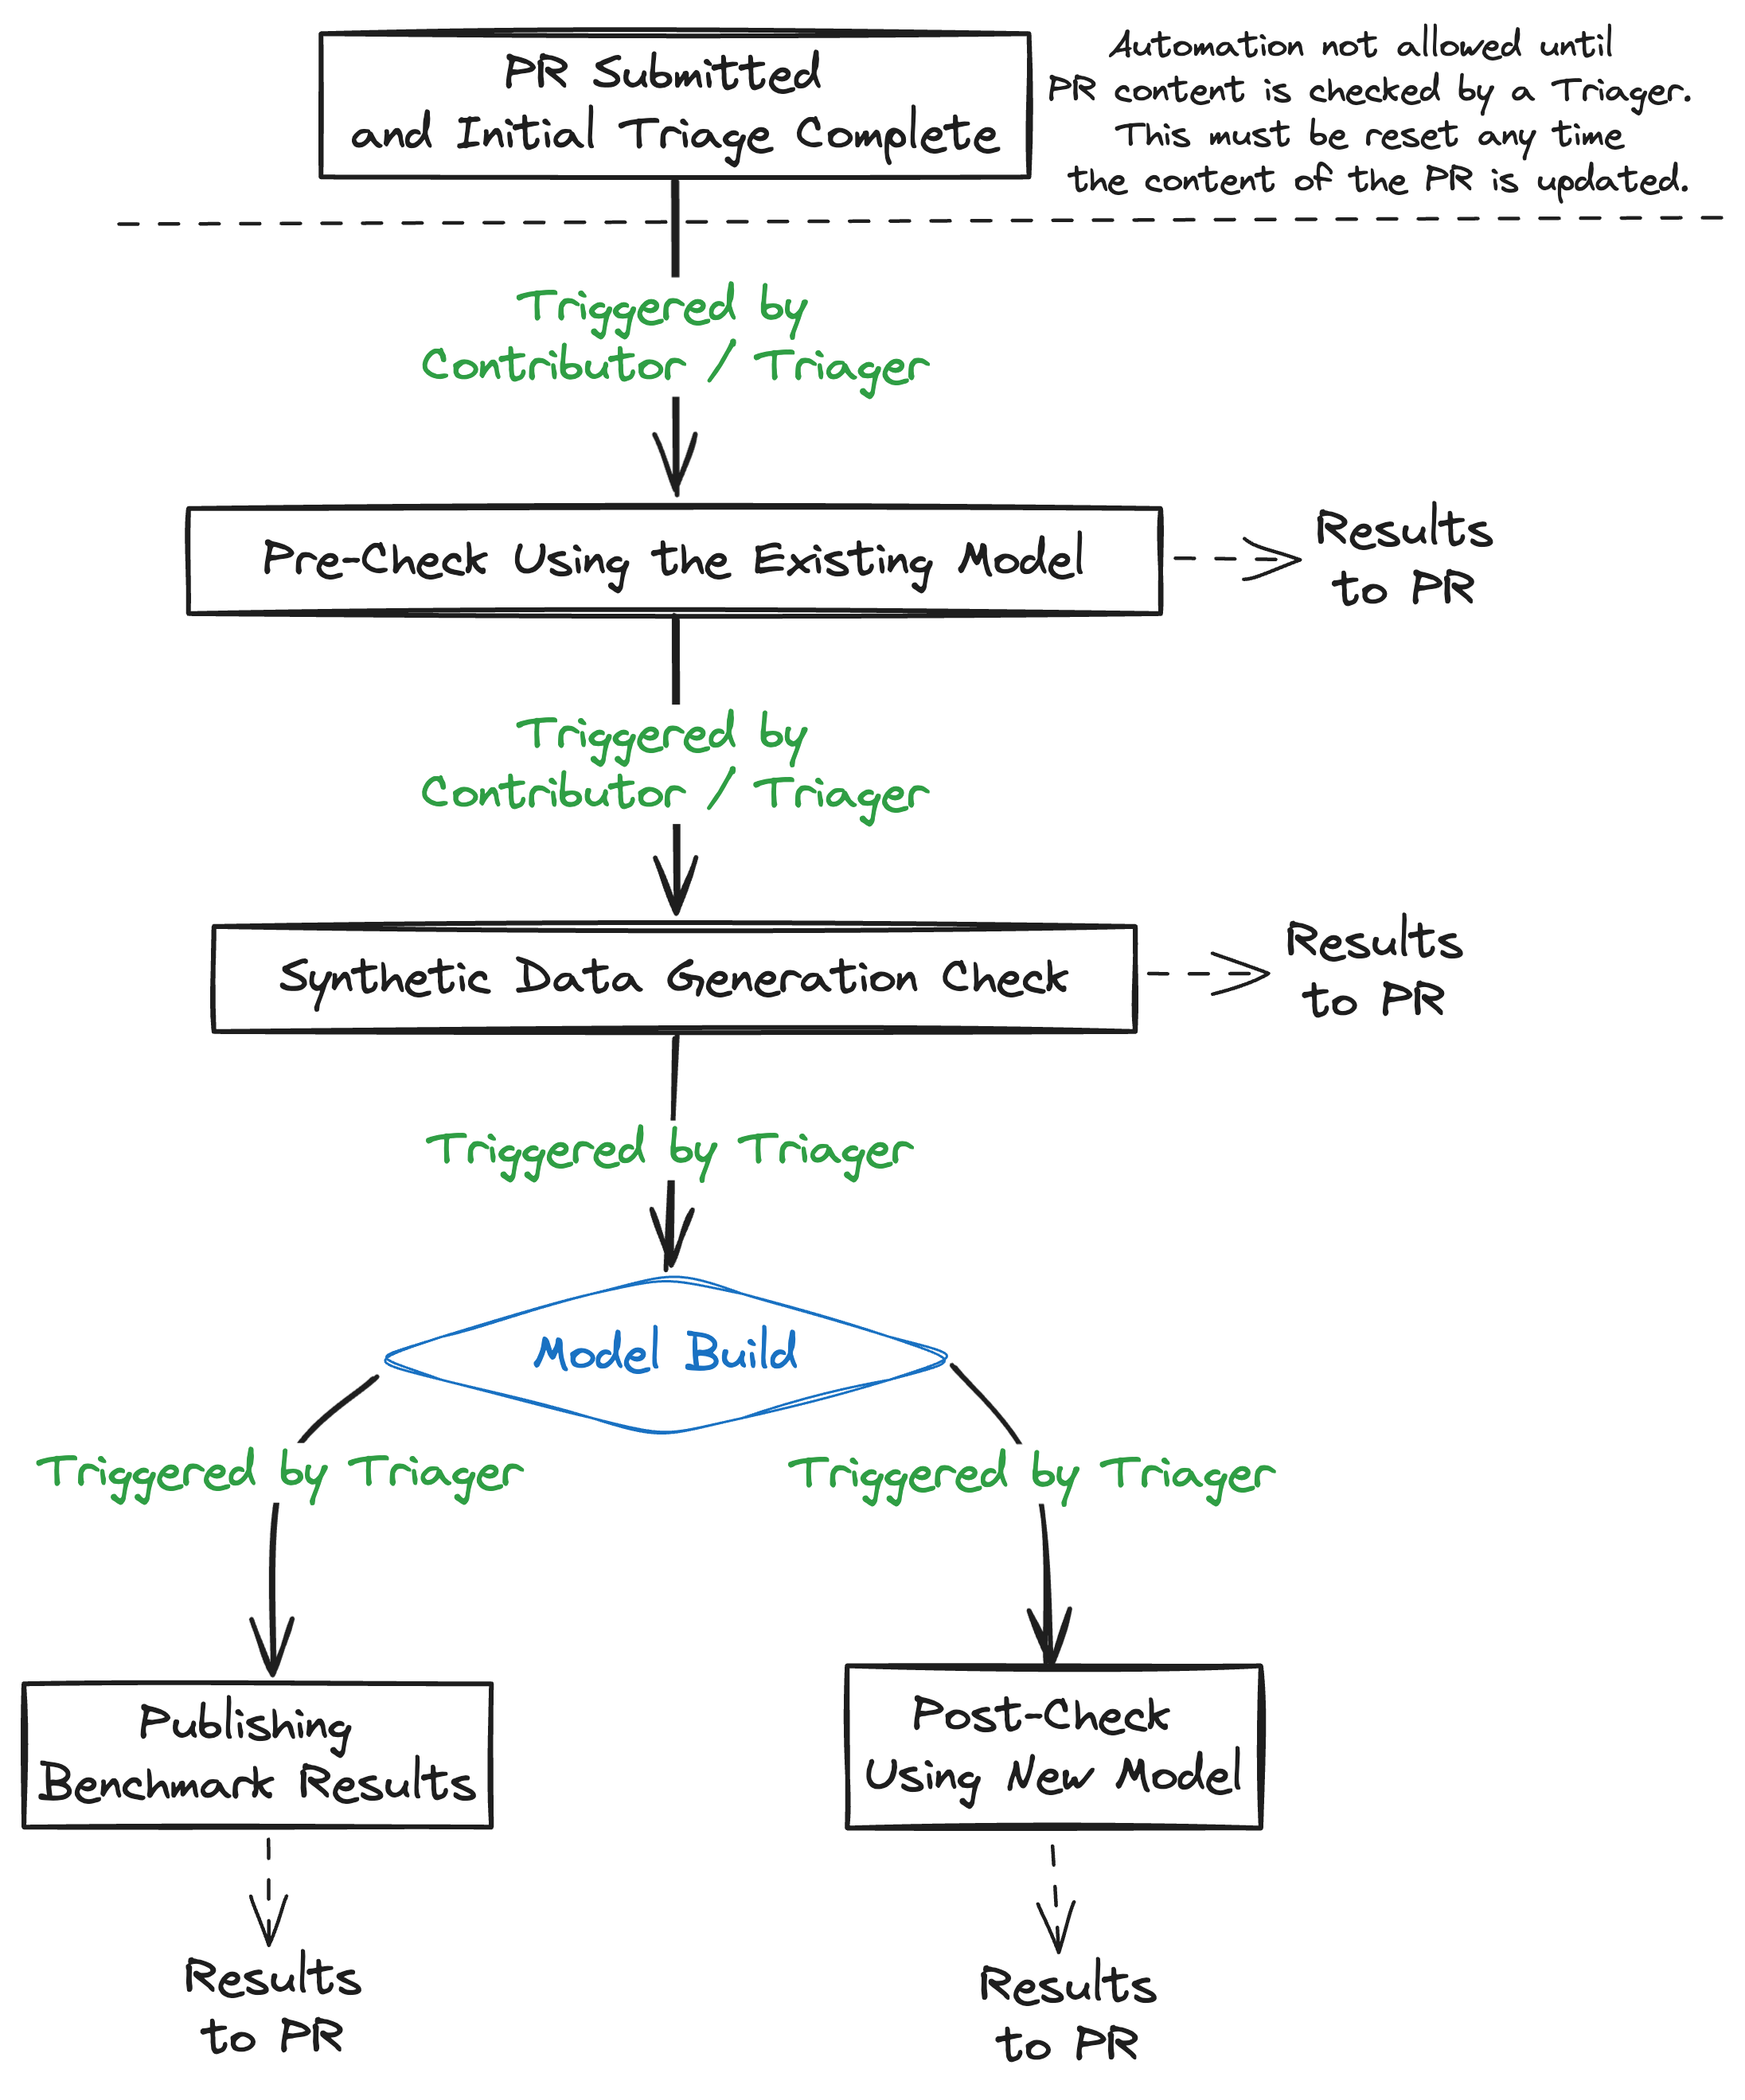 PR Submitted
and Initial Triage Complete
Automation not allowed until
PR content is checked by a Triager.
This must be reset any time
the content of the PR is updated.
Triggered by
Contributor / Triager
Pre-Check Using the Existing Model
Results
to PR
Triggered by
Contributor / Triager
Synthetic Data Generation Check
Results
to PR
Triggered by Triager
Model Build
Triggered by Triager
Triggered by Triager
Publishing
Benchmark Results
Post-Check
Using New Model
Results
to PR
Results
to PR